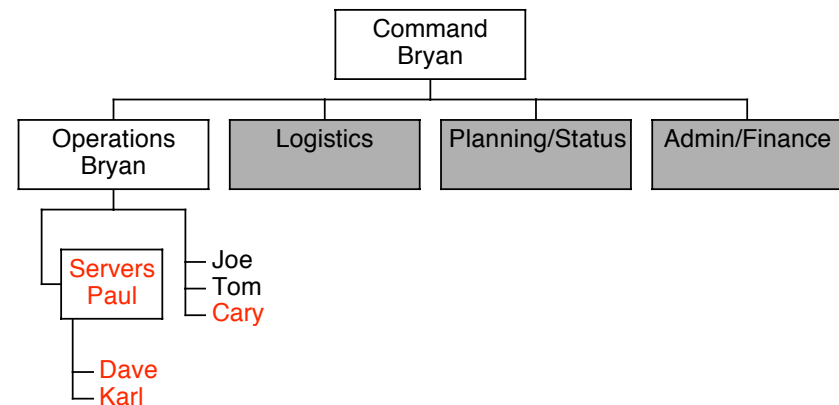 Command
Bryan
Operations
Bryan
Logistics
Planning/Status
Admin/Finance
Servers
Paul
Joe
Tom
Cary
Dave
Karl